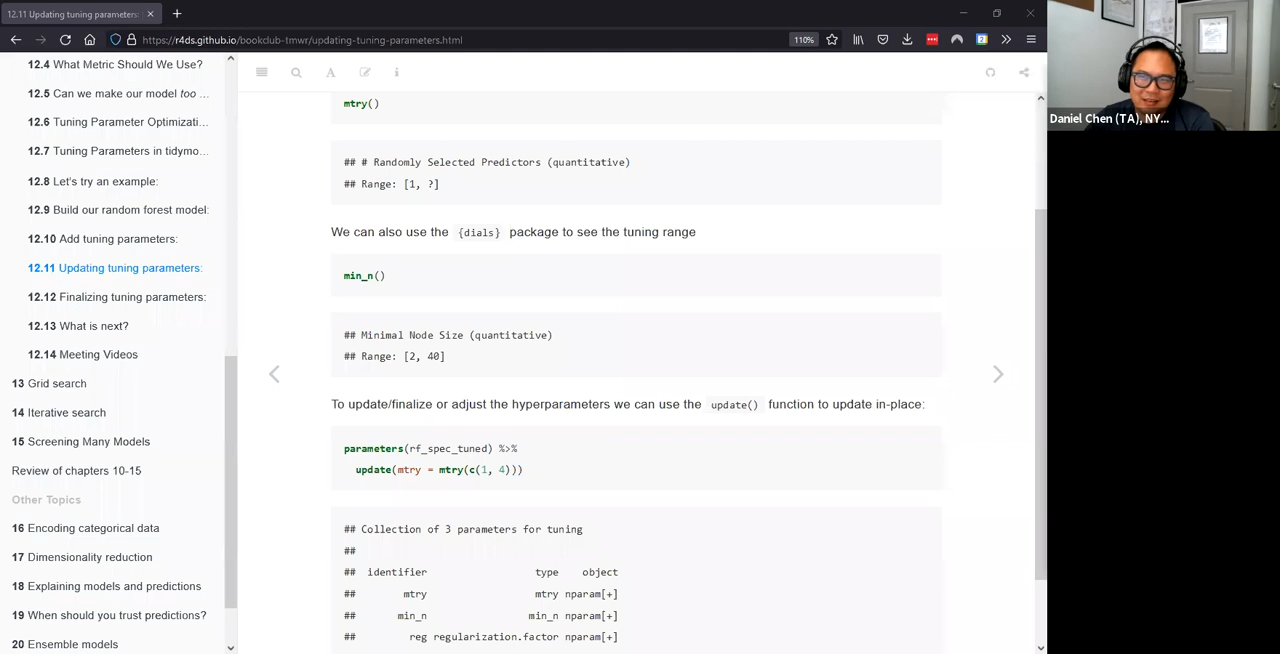 12.11 Updating tuning parameters:
https://r4ds.github.io/bookclub-tmwr/updating-tuning-parameters.html
110%
12.4 What Metric Should We Use?
12.5 Can we make our model too ...
12.6 Tuning Parameter Optimizati...
12.7 Tuning Parameters in tidymo...
12.8 Let's try an example:
12.9 Build our random forest model:
12.10 Add tuning parameters:
12.11 Updating tuning parameters:
12.12 Finalizing tuning parameters:
12.13 What is next?
12.14 Meeting Videos
13 Grid search
14 Iterative search
15 Screening Many Models
Review of chapters 10-15
Other Topics
16 Encoding categorical data
17 Dimensionality reduction
18 Explaining models and predictions
19 When should you trust predictions?
20 Ensemble models
mtry()
## # Randomly Selected Predictors (quantitative)
## Range: [1, ?]
We can also use the {dials} package to see the tuning range
min_n()
## Minimal Node Size (quantitative)
## Range: [2, 40]
To update/finalize or adjust the hyperparameters we can use the update() function to update in-place:
parameters(rf_spec_tuned) %>%
update(mtry = mtry(c(1, 4)))
## Collection of 3 parameters for tuning
##
## identifier type object
## mtry mtry nparam[+]
## min_n min_n nparam[+]
## reg regularization.factor nparam[+]
Daniel Chen (TA), NY...